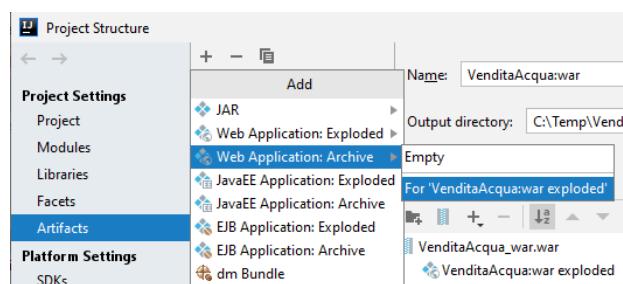 Project Structure
Add
Name: VenditaAcqua:war
Project Settings
JAR
Project
Web Application: Exploded
Output directory: C:\Temp\Vend
Modules
Web Application: Archive
Empty
Libraries
JavaEE Application: Exploded
For 'VenditaAcqua:war exploded'
Facets
JavaEE Application: Archive
Artifacts
EJB Application: Exploded
VenditaAcqua_war.war
Platform Settings
EJB Application: Archive
VenditaAcqua:war exploded
SDKs
dm Bundle